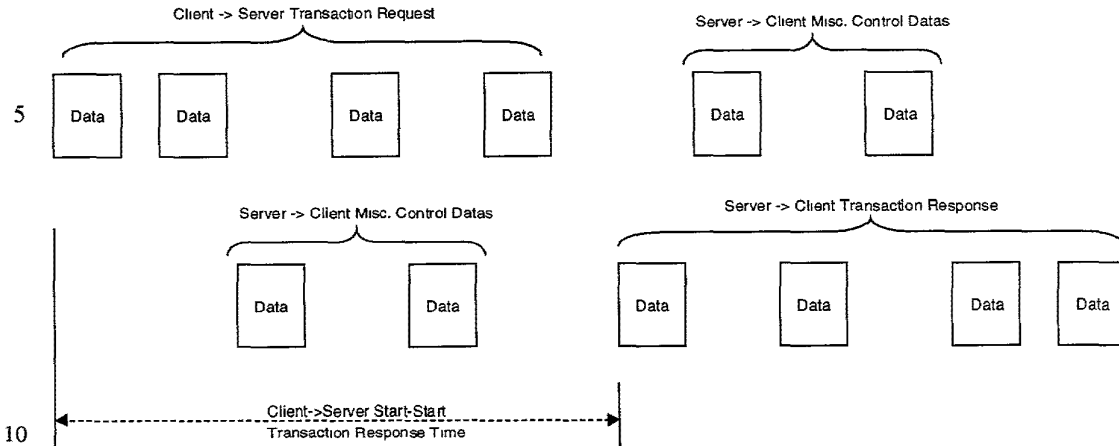 Client -> Server Transaction Request
Server -> Client Misc. Control Datas
5
Data Data Data Data Data Data
Server -> Client Misc. Control Datas
Server -> Client Transaction Response
Data Data Data Data Data Data
Client->Server Start-Start
Transaction Response Time
10